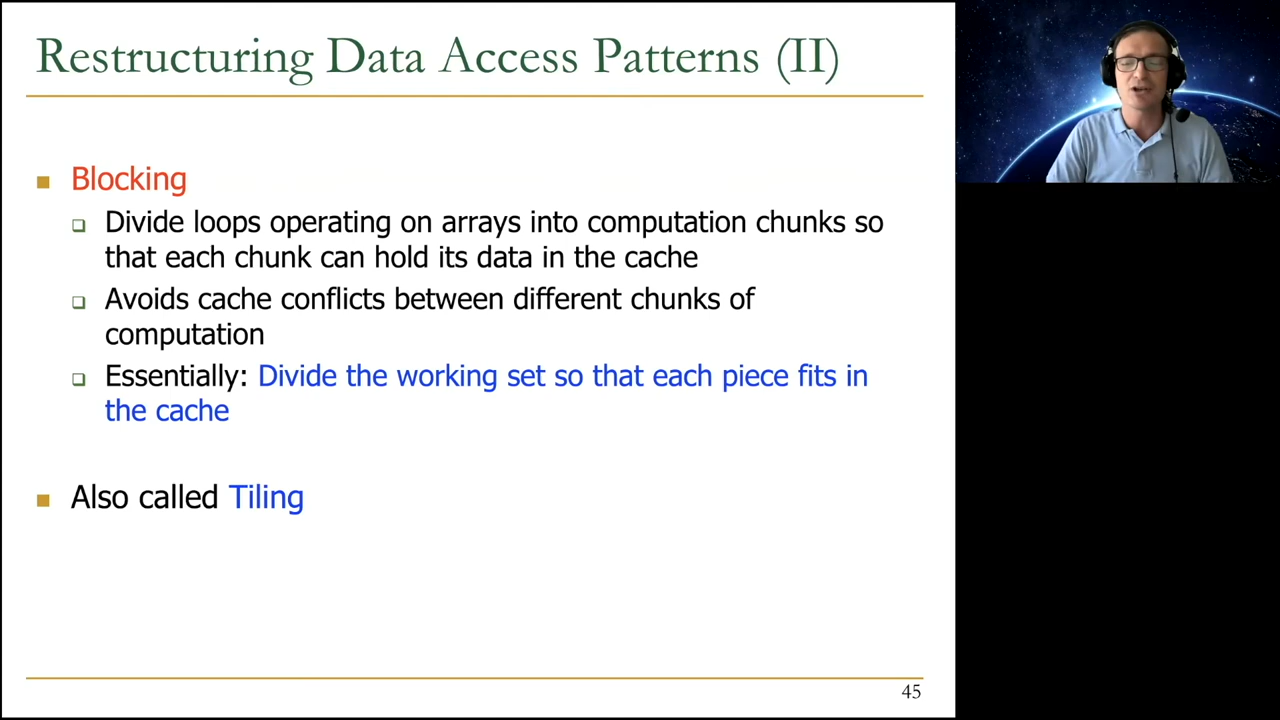 Restructuring Data Access Patterns (II)
Blocking
Divide loops operating on arrays into computation chunks so
that each chunk can hold its data in the cache
Avoids cache conflicts between different chunks of
computation
Essentially: Divide the working set so that each piece fits in
the cache
Also called Tiling
45